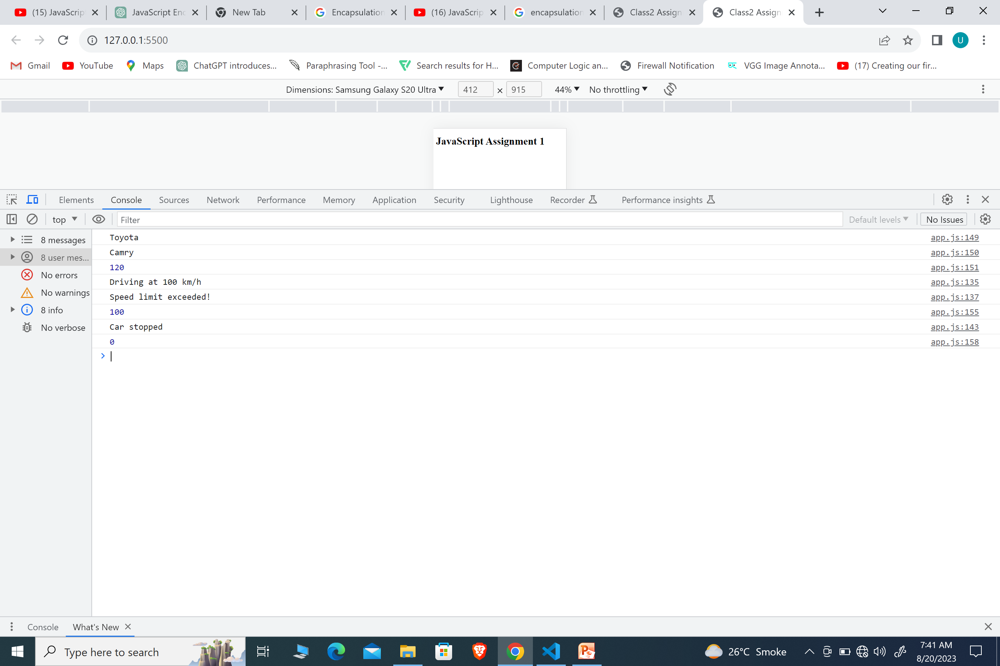 (15) JavaScrip
JavaScript Enc
New Tab
Encapsulation
(16) JavaScrip
encapsulation
Class2 Assign
Class2 Assign
127.0.0.1:5500
U
Gmail
YouTube
Maps
ChatGPT introduces...
Paraphrasing Tool -...
Search results for H...
Computer Logic an...
Firewall Notification
VGG Image Annota...
(17) Creating our fir...
Dimensions: Samsung Galaxy S20 Ultra 412 × 915 44% No throttling
JavaScript Assignment 1
Elements Console Sources Network Performance Memory Application Security Lighthouse Recorder Performance insights
top Filter Default levels No Issues
8 messages
8 user mes...
No errors
No warnings
8 info
No verbose
Toyota app.js:149
Camry app.js:150
120 app.js:151
Driving at 100 km/h app.js:135
Speed limit exceeded! app.js:137
100 app.js:155
Car stopped app.js:143
0 app.js:158
Console What's New
Type here to search
26°C Smoke
7:41 AM
8/20/2023